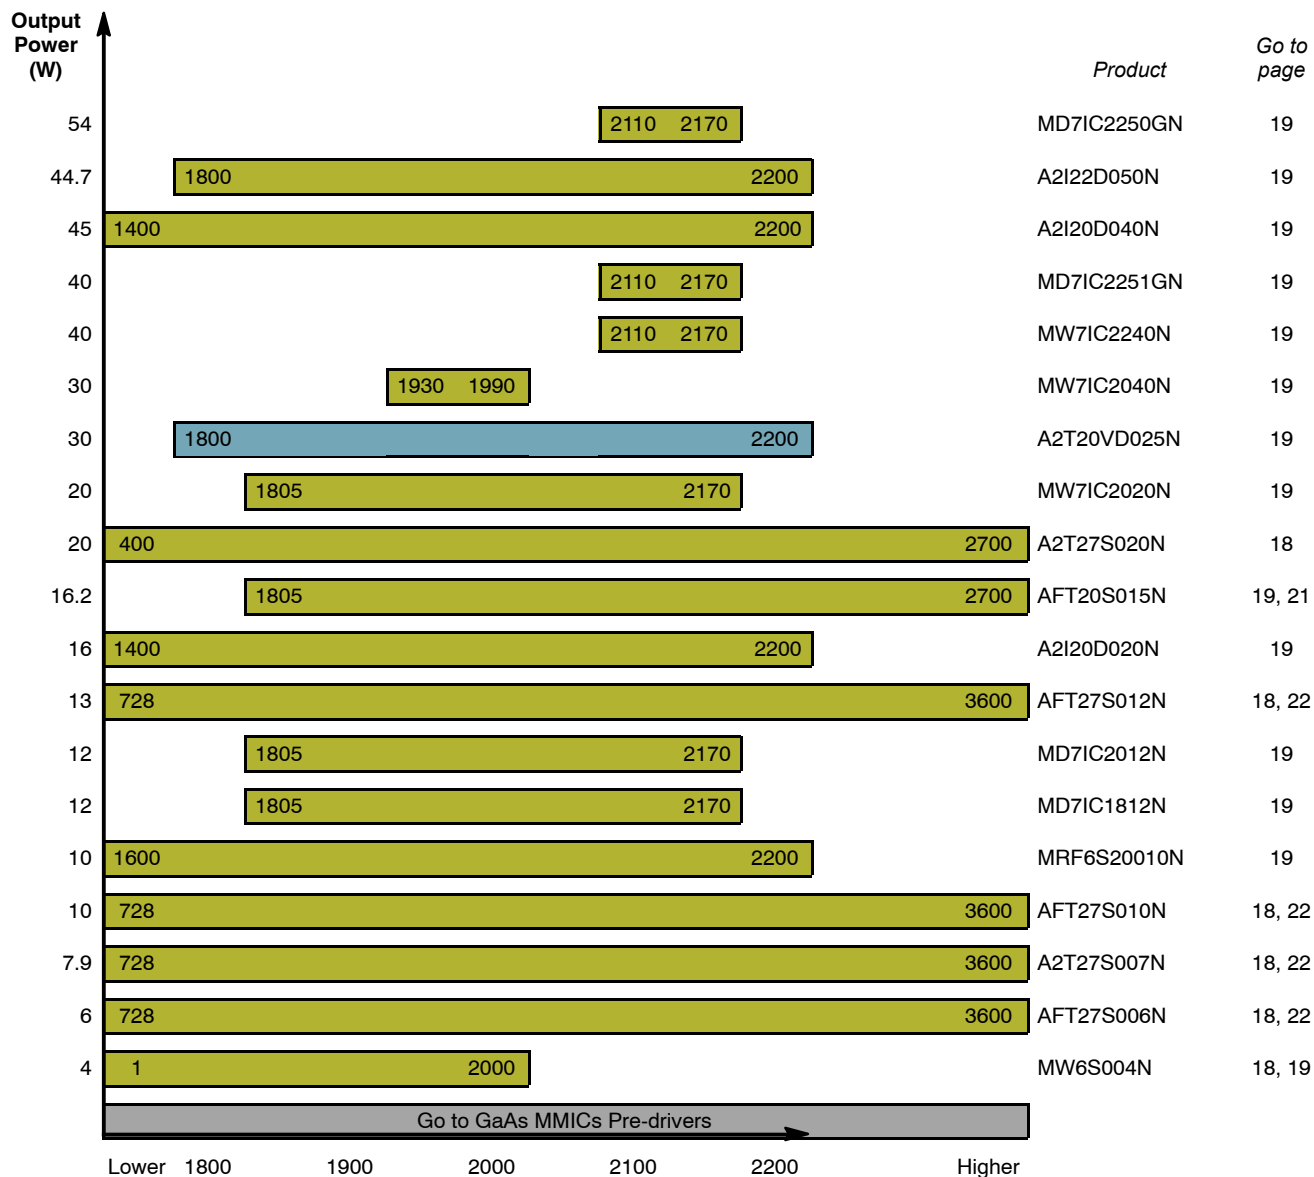 Output
Power
(W)
Product
Go to
page
54 2110 2170 MD7IC2250GN 19
44.7 1800 2200 A2I22D050N 19
45 1400 2200 A2I20D040N 19
40 2110 2170 MD7IC2251GN 19
40 2110 2170 MW7IC2240N 19
30 1930 1990 MW7IC2040N 19
30 1800 2200 A2T20VD025N 19
20 1805 2170 MW7IC2020N 19
20 400 2700 A2T27S020N 18
16.2 1805 2700 AFT20S015N 19, 21
16 1400 2200 A2I20D020N 19
13 728 3600 AFT27S012N 18, 22
12 1805 2170 MD7IC2012N 19
12 1805 2170 MD7IC1812N 19
10 1600 2200 MRF6S20010N 19
10 728 3600 AFT27S010N 18, 22
7.9 728 3600 A2T27S007N 18, 22
6 728 3600 AFT27S006N 18, 22
4 1 2000 MW6S004N 18, 19
Go to GaAs MMICs Pre-drivers
Lower 1800 1900 2000 2100 2200 Higher